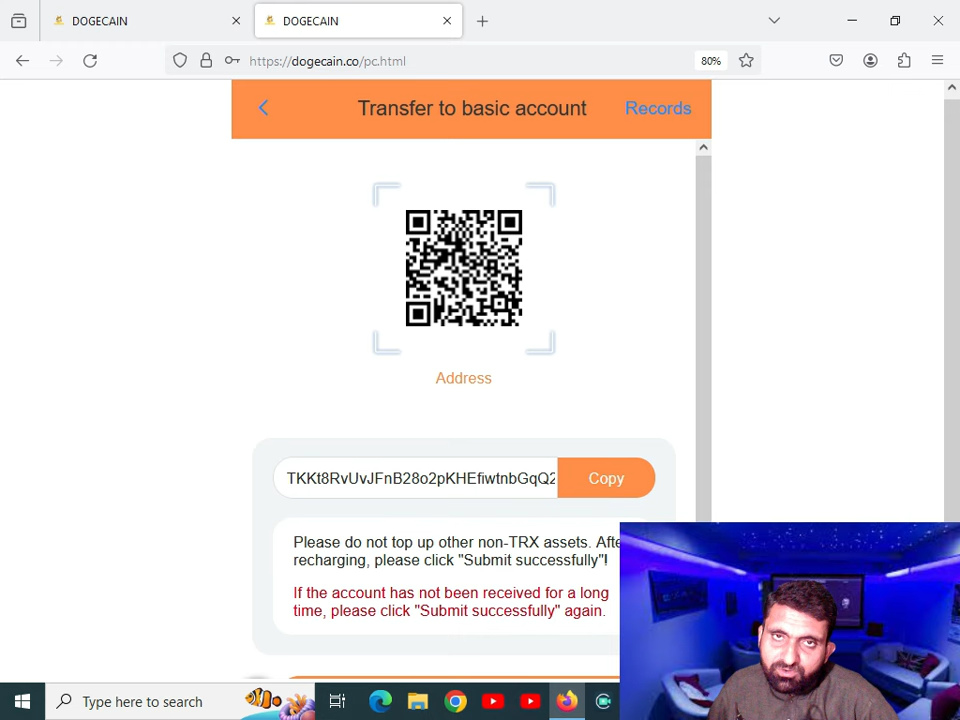 DOGECAIN
DOGECAIN
https://dogecain.co/pc.html
80%
Transfer to basic account
Records
Address
TKKt8RvUvJFnB28o2pKHEfiwtnbGqQ2
Copy
Please do not top up other non-TRX assets. Afte
recharging, please click "Submit successfully"!
If the account has not been received for a long
time, please click "Submit successfully" again.
Type here to search